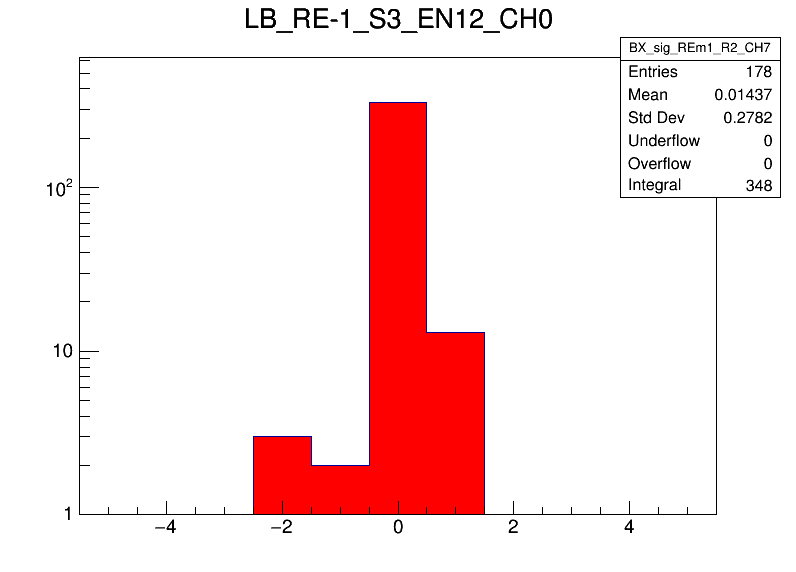 LB_RE-1_S3_EN12_CH0
BX_sig_REm1_R2_CH7
Entries 178
Mean 0.01437
Std Dev 0.2782
Underflow 0
Overflow 0
Integral 348
10²
10
1
−4 −2 0 2 4